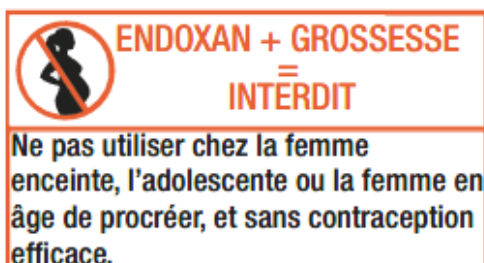 ENDOXAN + GROSSESSE
=
INTERDIT
Ne pas utiliser chez la femme
enceinte, l'adolescente ou la femme en
âge de procréer, et sans contraception
efficace.